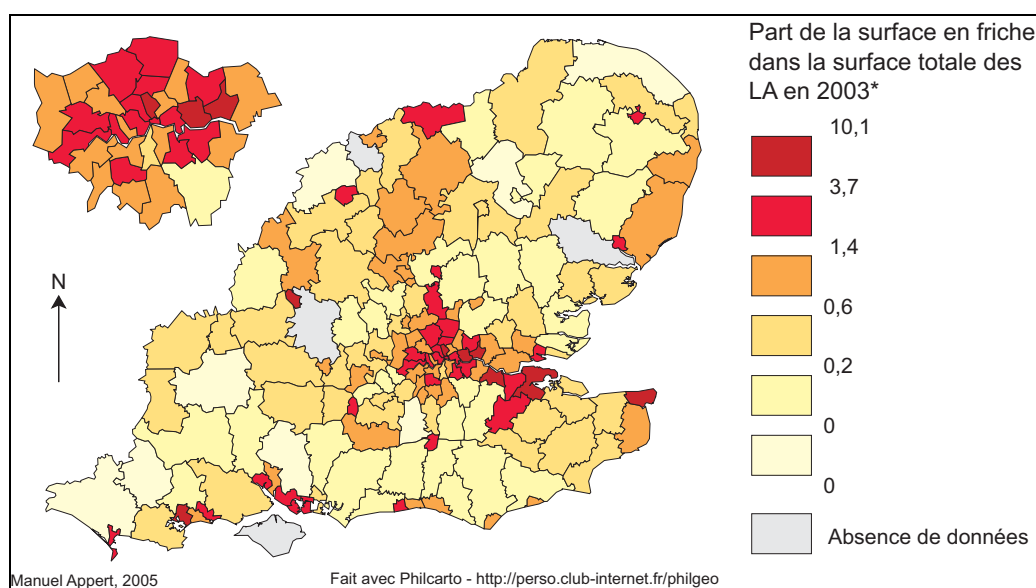 Part de la surface en friche
dans la surface totale des
LA en 2003*
10,1
3,7
1,4
0,6
0,2
0
0
Absence de données
N
Manuel Appert, 2005
Fait avec Philcarto - http://perso.club-internet.fr/philgeo